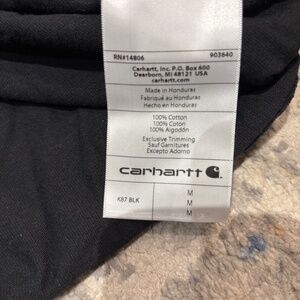 RN#14806 903640
Carhartt, Inc. P.O. Box 600
Dearborn, MI 48121 USA
carhartt.com
Made in Honduras
Fabriqué au Honduras
Hecho en Honduras
100% Cotton
100% Coton
100% Algodón
Exclusive Trimming
Sauf Garnitures
Excepto Adorno
carhartt
K87 BLK
M
M
M